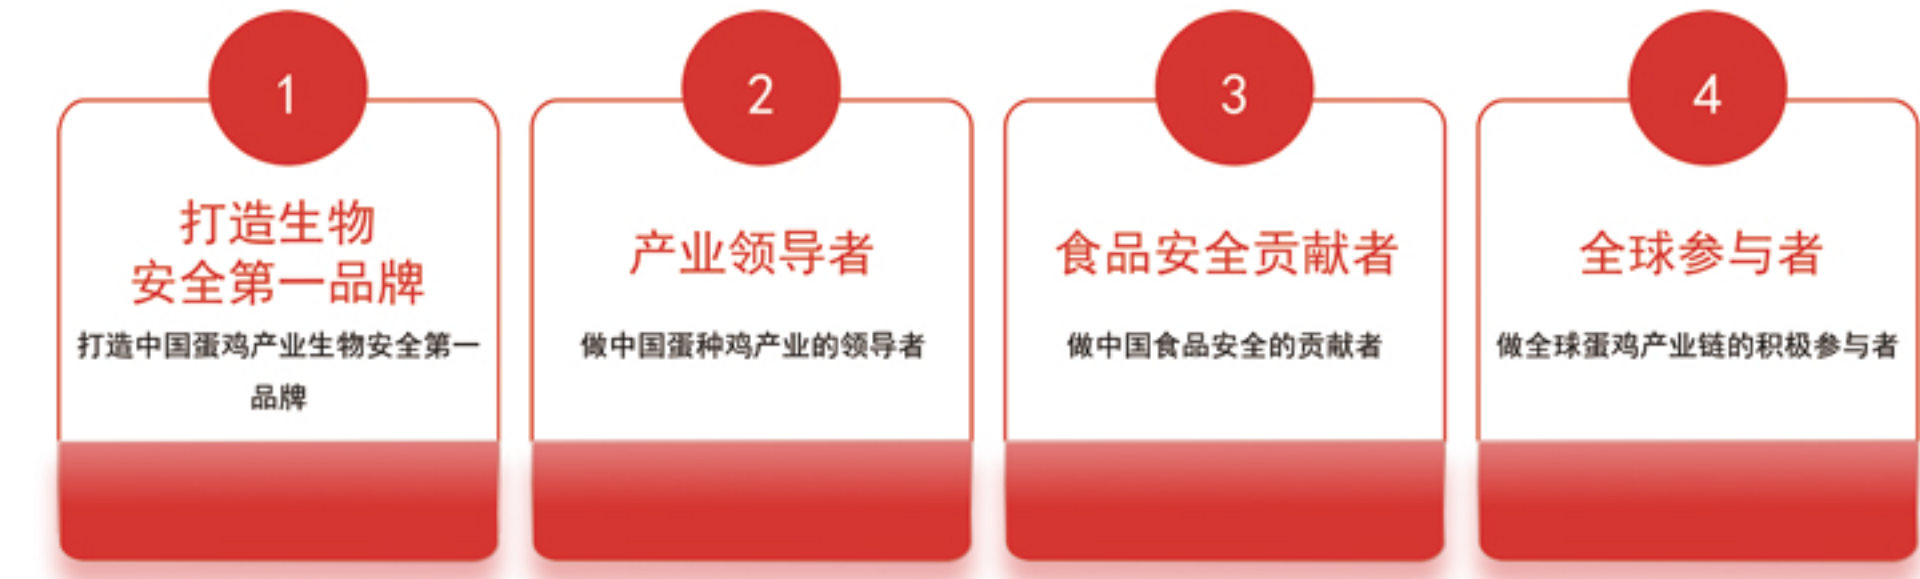 1
打造生物
安全第一品牌
打造中国蛋鸡产业生物安全第一
品牌
2
产业领导者
做中国蛋种鸡产业的领导者
3
食品安全贡献者
做中国食品安全的贡献者
4
全球参与者
做全球蛋鸡产业链的积极参与者